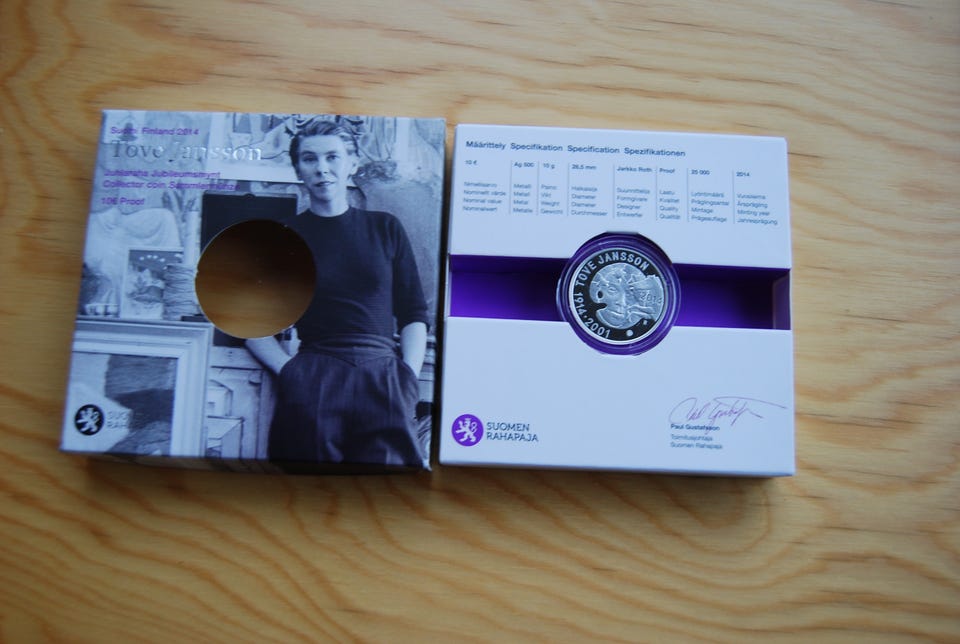 Suomi Finland 2014
Tove Jansson
Juhlaraha Jubileumsmynt
Collector coin Sammlermünze
10€ Proof
SUOMEN
Määrittely Specifikation Specification Spezifikationen
10 € Ag 500 10 g 28,5 mm Jarkko Roth Proof 25 000 2014
Nimellisarvo Metalli Paino Halkaisija Suunnittelija Laatu Lyöntimäärä Vuositeema
Nominellt värde Metall Vikt Diameter Formgivare Kvalitet Präglingsantal Årsprägling
Nominal value Metal Weight Diameter Designer Quality Mintage Minting year
Nominalwert Metalle Gewicht Durchmesser Entwerfer Qualität Prägeauflage Jahresprägung
TOVE JANSSON
1914-2001
2014
SUOMEN
RAHAPAJA
Paul Gustafsson
Toimitusjohtaja
Suomen Rahapaja